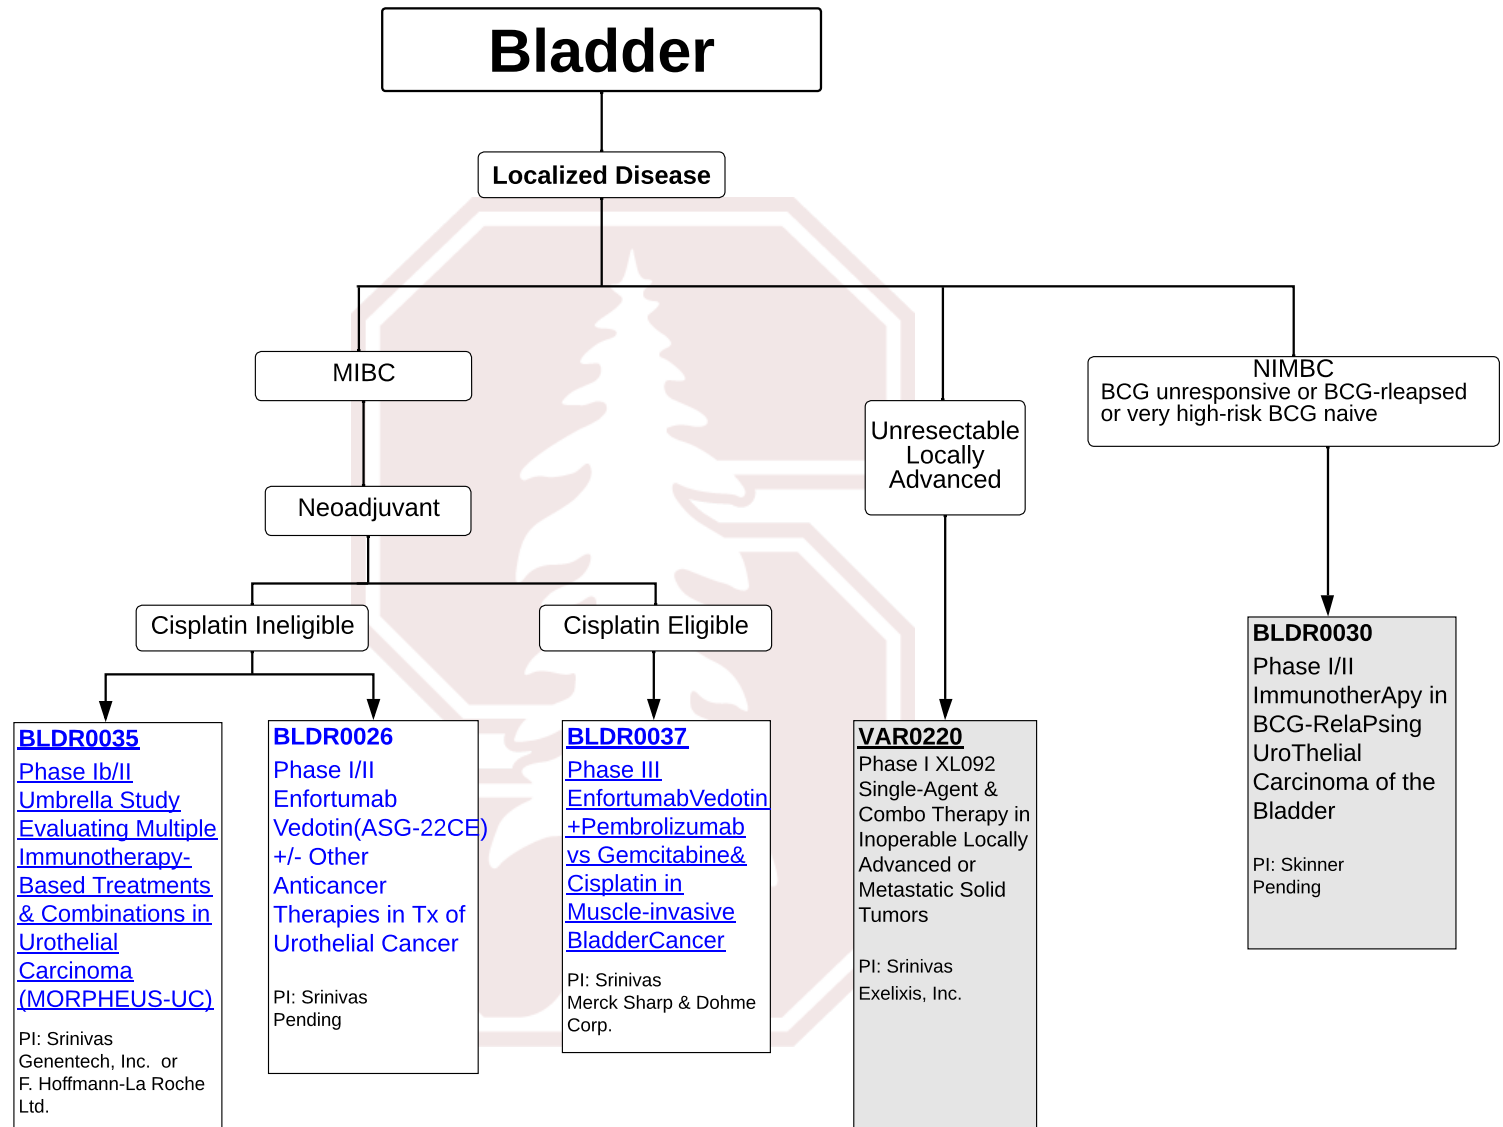 Bladder
Localized Disease
MIBC
NIMBC
BCG unresponsive or BCG-rleapsed
or very high-risk BCG naive
Unresectable
Locally
Advanced
Neoadjuvant
Cisplatin Ineligible
Cisplatin Eligible
BLDR0035
Phase Ib/II
Umbrella Study
Evaluating Multiple
Immunotherapy-
Based Treatments
& Combinations in
Urothelial
Carcinoma
(MORPHEUS-UC)
PI: Srinivas
Genentech, Inc.  or
F. Hoffmann-La Roche
Ltd.
BLDR0026
Phase I/II
Enfortumab
Vedotin(ASG-22CE)
+/- Other
Anticancer
Therapies in Tx of
Urothelial Cancer
PI: Srinivas
Pending
BLDR0037
Phase III
EnfortumabVedotin
+Pembrolizumab
vs Gemcitabine&
Cisplatin in
Muscle-invasive
BladderCancer
PI: Srinivas
Merck Sharp & Dohme
Corp.
VAR0220
Phase I XL092
Single-Agent &
Combo Therapy in
Inoperable Locally
Advanced or
Metastatic Solid
Tumors
PI: Srinivas
Exelixis, Inc.
BLDR0030
Phase I/II
ImmunotherApy in
BCG-RelaPsing
UroThelial
Carcinoma of the
Bladder
PI: Skinner
Pending